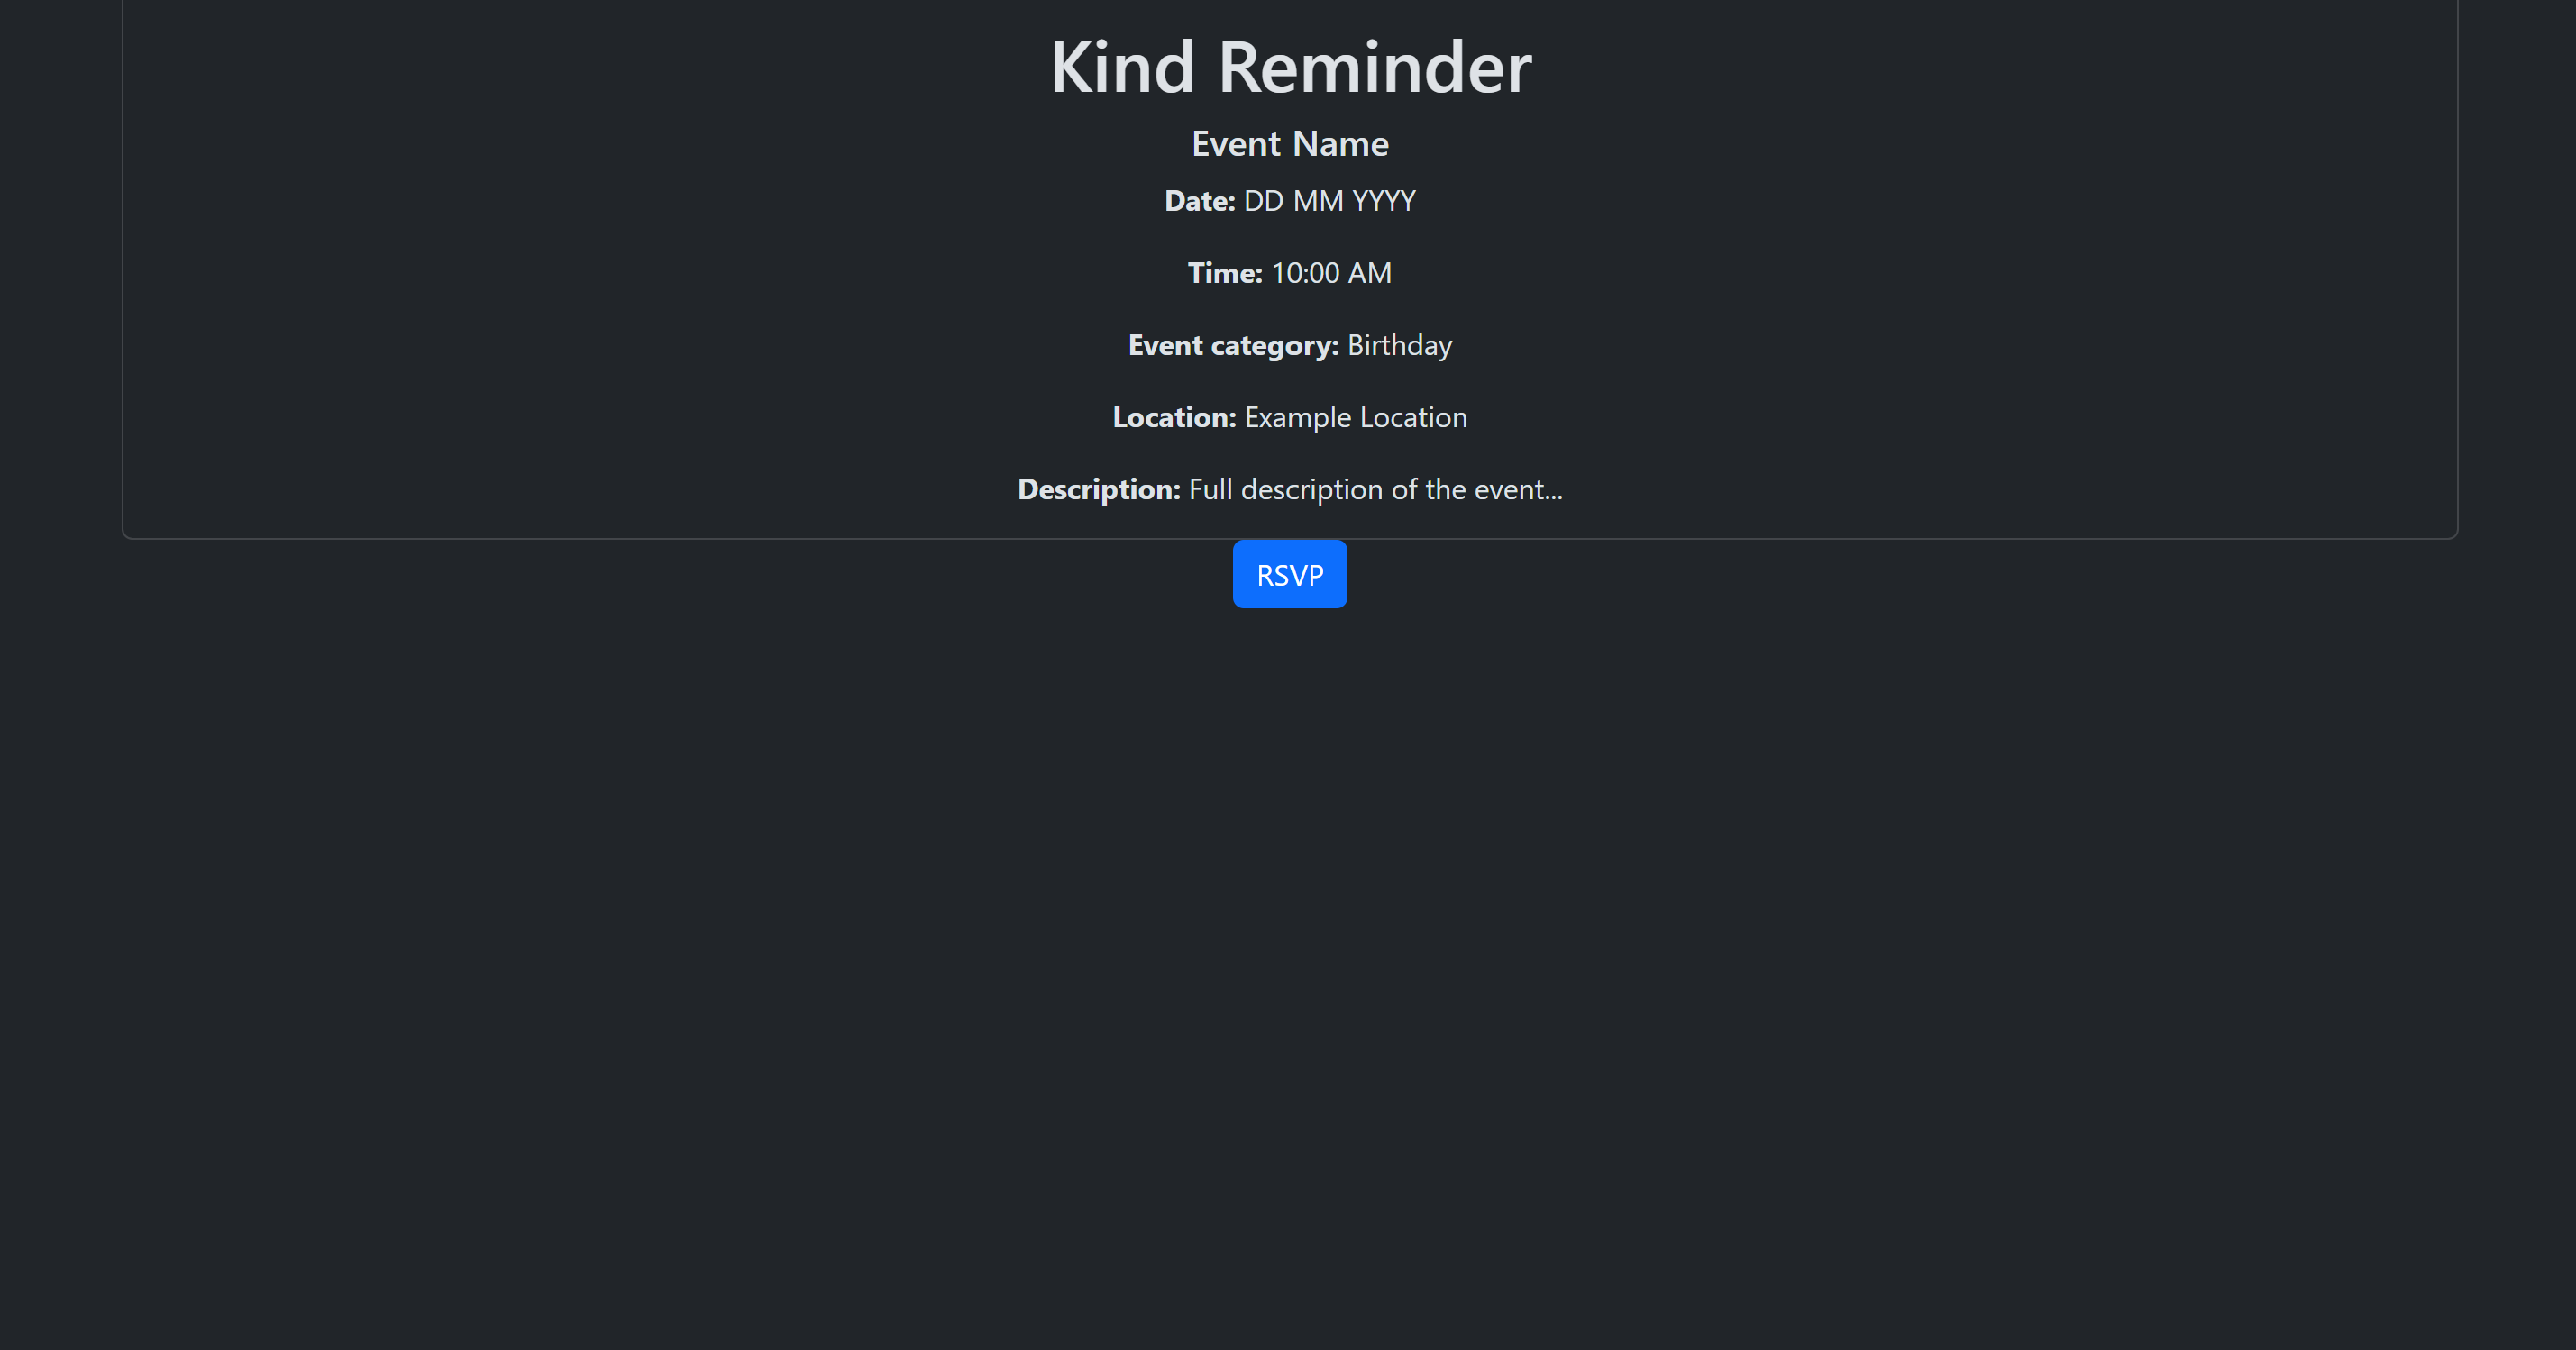 Kind Reminder
Event Name
Date: DD MM YYYY
Time: 10:00 AM
Event category: Birthday
Location: Example Location
Description: Full description of the event...
RSVP